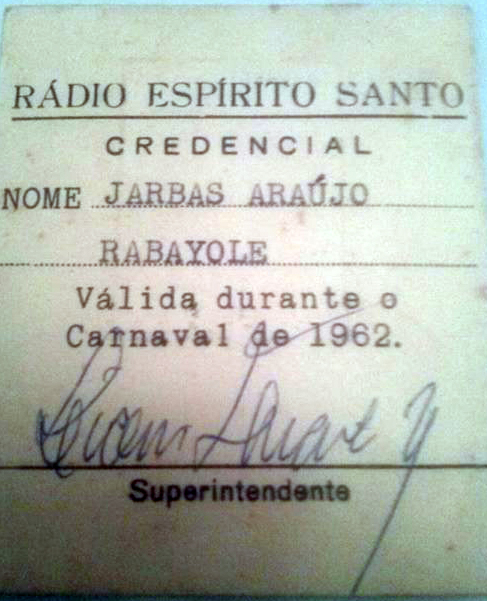 RÁDIO ESPÍRITO SANTO
CREDENCIAL
NOME JARBAS ARAÚJO
RABAYOLE
Válida durante o
Carnaval de 1962.
Superintendente